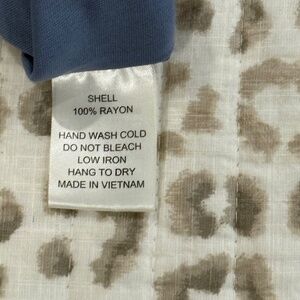 SHELL
100% RAYON
HAND WASH COLD
DO NOT BLEACH
LOW IRON
HANG TO DRY
MADE IN VIETNAM